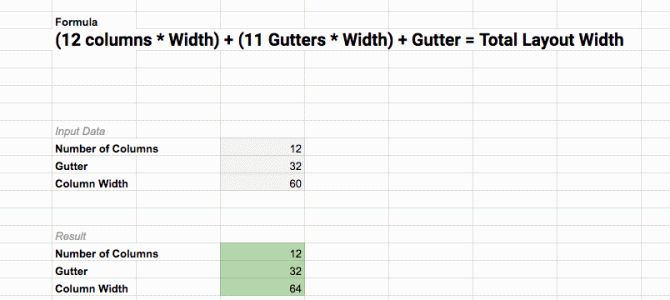 Formula
(12 columns * Width) + (11 Gutters * Width) + Gutter = Total Layout Width
Input Data
Number of Columns 12
Gutter 32
Column Width 60
Result
Number of Columns 12
Gutter 32
Column Width 64